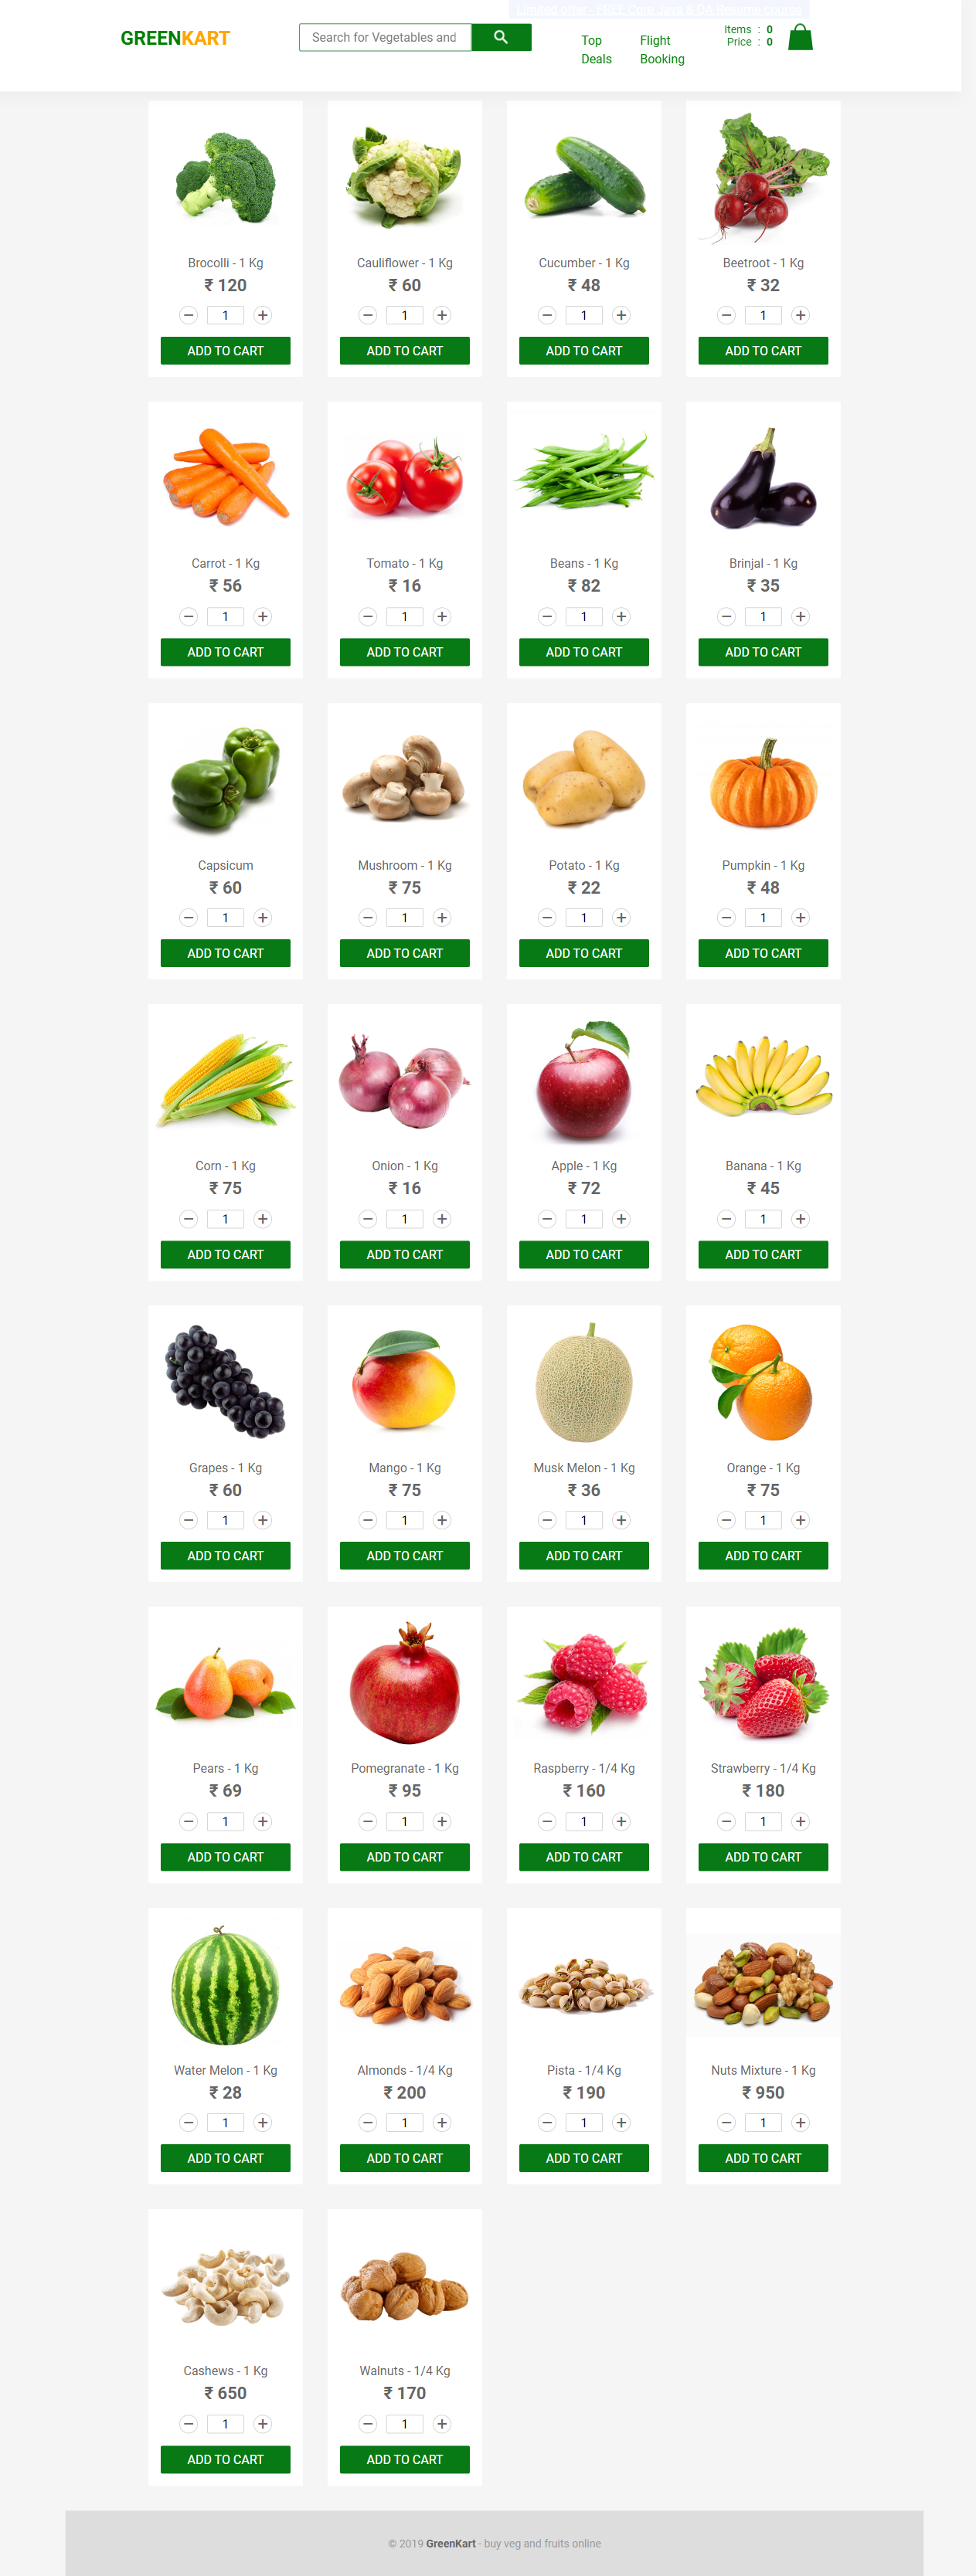 Limited offer - FREE Core Java & QA Resume course
GREENKART
Search for Vegetables and
Top Deals
Flight Booking
Items : 0
Price : 0
Brocolli - 1 Kg
₹ 120
1
ADD TO CART
Cauliflower - 1 Kg
₹ 60
1
ADD TO CART
Cucumber - 1 Kg
₹ 48
1
ADD TO CART
Beetroot - 1 Kg
₹ 32
1
ADD TO CART
Carrot - 1 Kg
₹ 56
1
ADD TO CART
Tomato - 1 Kg
₹ 16
1
ADD TO CART
Beans - 1 Kg
₹ 82
1
ADD TO CART
Brinjal - 1 Kg
₹ 35
1
ADD TO CART
Capsicum
₹ 60
1
ADD TO CART
Mushroom - 1 Kg
₹ 75
1
ADD TO CART
Potato - 1 Kg
₹ 22
1
ADD TO CART
Pumpkin - 1 Kg
₹ 48
1
ADD TO CART
Corn - 1 Kg
₹ 75
1
ADD TO CART
Onion - 1 Kg
₹ 16
1
ADD TO CART
Apple - 1 Kg
₹ 72
1
ADD TO CART
Banana - 1 Kg
₹ 45
1
ADD TO CART
Grapes - 1 Kg
₹ 60
1
ADD TO CART
Mango - 1 Kg
₹ 75
1
ADD TO CART
Musk Melon - 1 Kg
₹ 36
1
ADD TO CART
Orange - 1 Kg
₹ 75
1
ADD TO CART
Pears - 1 Kg
₹ 69
1
ADD TO CART
Pomegranate - 1 Kg
₹ 95
1
ADD TO CART
Raspberry - 1/4 Kg
₹ 160
1
ADD TO CART
Strawberry - 1/4 Kg
₹ 180
1
ADD TO CART
Water Melon - 1 Kg
₹ 28
1
ADD TO CART
Almonds - 1/4 Kg
₹ 200
1
ADD TO CART
Pista - 1/4 Kg
₹ 190
1
ADD TO CART
Nuts Mixture - 1 Kg
₹ 950
1
ADD TO CART
Cashews - 1 Kg
₹ 650
1
ADD TO CART
Walnuts - 1/4 Kg
₹ 170
1
ADD TO CART
© 2019 GreenKart - buy veg and fruits online